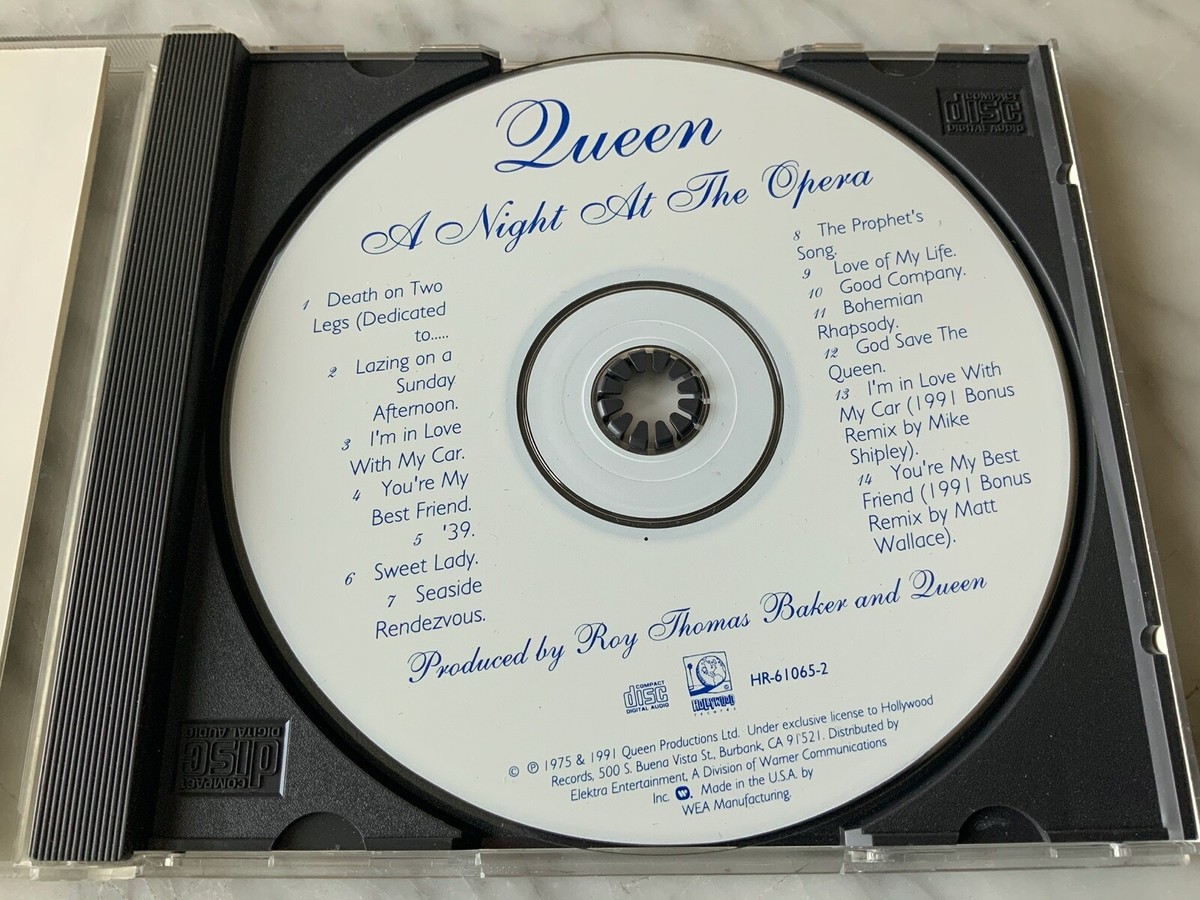 Queen
A Night At The Opera
1 Death on Two
Legs (Dedicated
to.....
2 Lazing on a
Sunday
Afternoon.
3 I'm in Love
With My Car.
4 You're My
Best Friend.
5 '39.
6 Sweet Lady.
7 Seaside
Rendezvous.
8 The Prophet's
Song.
9 Love of My Life.
10 Good Company.
11 Bohemian
Rhapsody.
12 God Save The
Queen.
13 I'm in Love With
My Car (1991 Bonus
Remix by Mike
Shipley).
14 You're My Best
Friend (1991 Bonus
Remix by Matt
Wallace).
Produced by Roy Thomas Baker and Queen
COMPACT
disc
DIGITAL AUDIO
HOLLYWOOD
RECORDS
HR-61065-2
© ℗ 1975 & 1991 Queen Productions Ltd. Under exclusive license to Hollywood
Records, 500 S. Buena Vista St., Burbank, CA 91521. Distributed by
Elektra Entertainment, A Division of Warner Communications
Inc. Made in the U.S.A. by
WEA Manufacturing.
COMPACT
disc
DIGITAL AUDIO
COMPACT
disc
DIGITAL AUDIO